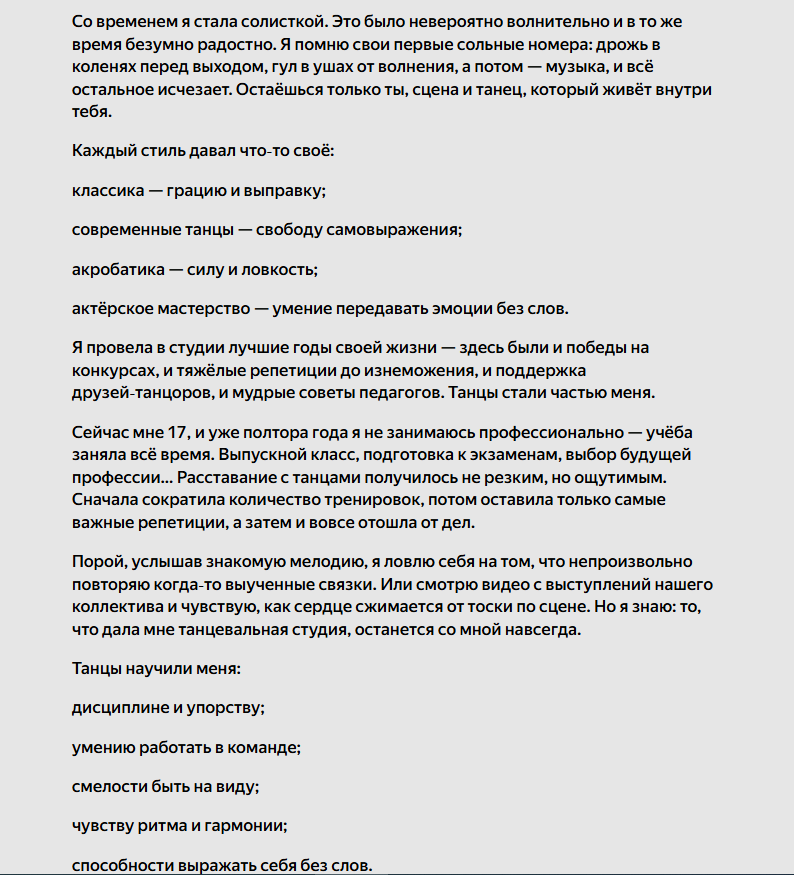 Со временем я стала солисткой. Это было невероятно волнительно и в то же
время безумно радостно. Я помню свои первые сольные номера: дрожь в
коленях перед выходом, гул в ушах от волнения, а потом — музыка, и всё
остальное исчезает. Остаёшься только ты, сцена и танец, который живёт внутри
тебя.
Каждый стиль давал что-то своё:
классика — грацию и выправку;
современные танцы — свободу самовыражения;
акробатика — силу и ловкость;
актёрское мастерство — умение передавать эмоции без слов.
Я провела в студии лучшие годы своей жизни — здесь были и победы на
конкурсах, и тяжёлые репетиции до изнеможения, и поддержка
друзей-танцоров, и мудрые советы педагогов. Танцы стали частью меня.
Сейчас мне 17, и уже полтора года я не занимаюсь профессионально — учёба
заняла всё время. Выпускной класс, подготовка к экзаменам, выбор будущей
профессии... Расставание с танцами получилось не резким, но ощутимым.
Сначала сократила количество тренировок, потом оставила только самые
важные репетиции, а затем и вовсе отошла от дел.
Порой, услышав знакомую мелодию, я ловлю себя на том, что непроизвольно
повторяю когда-то выученные связки. Или смотрю видео с выступлений нашего
коллектива и чувствую, как сердце сжимается от тоски по сцене. Но я знаю: то,
что дала мне танцевальная студия, останется со мной навсегда.
Танцы научили меня:
дисциплине и упорству;
умению работать в команде;
смелости быть на виду;
чувству ритма и гармонии;
способности выражать себя без слов.